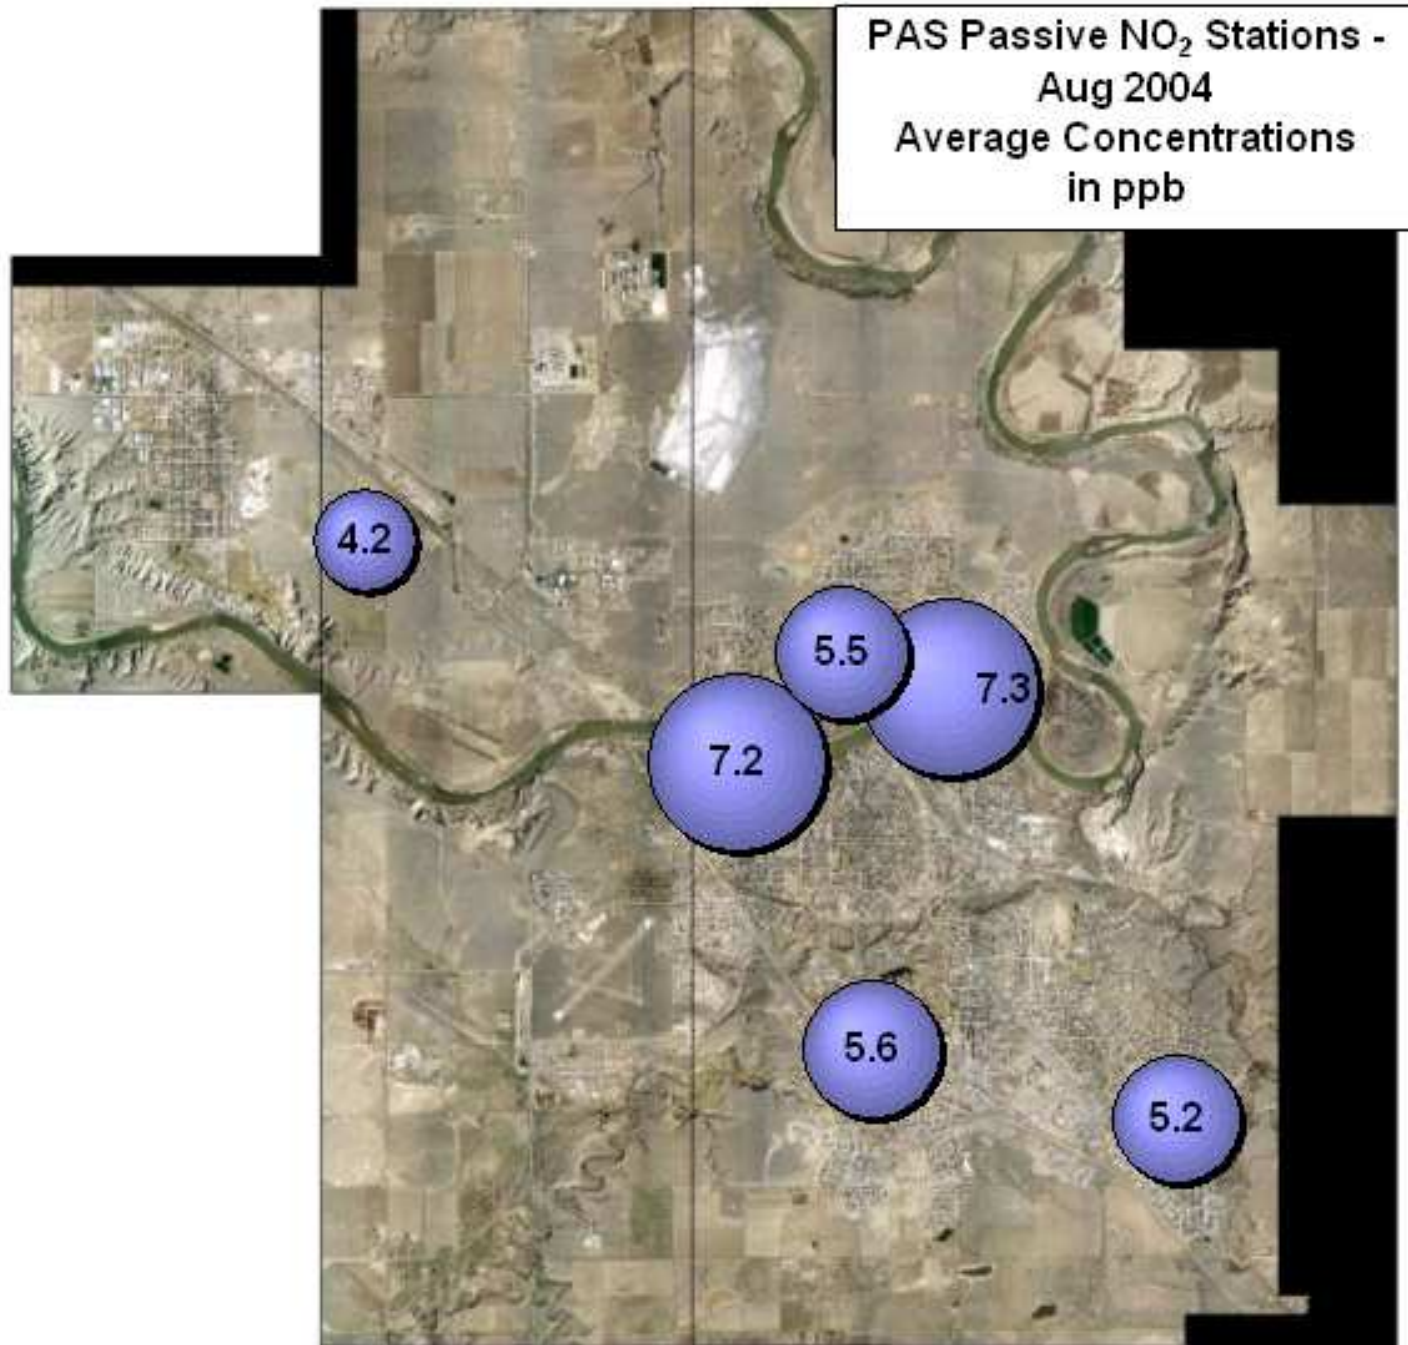 PAS Passive NO₂ Stations -
Aug 2004
Average Concentrations
in ppb
4.2
5.5
7.3
7.2
5.6
5.2